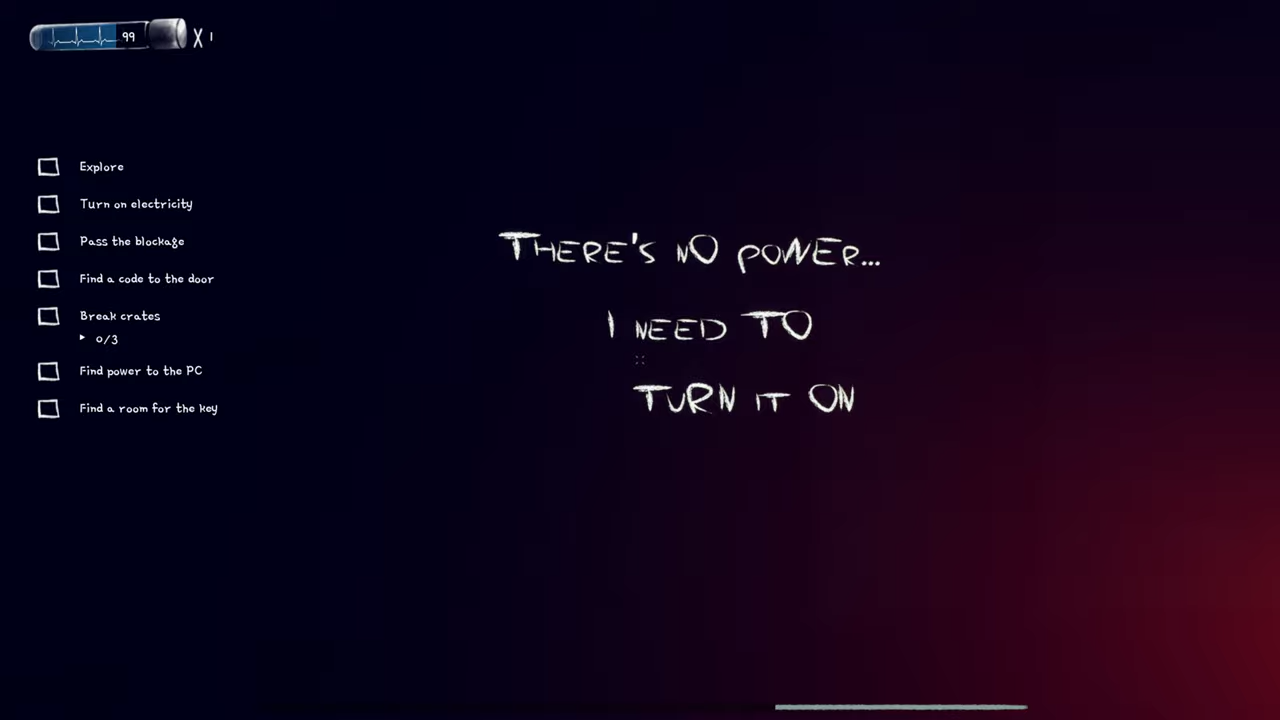 99 X 1
Explore
Turn on electricity
Pass the blockage
Find a code to the door
Break crates
0/3
Find power to the PC
Find a room for the key
THERE'S NO POWER...
I NEED TO
TURN IT ON